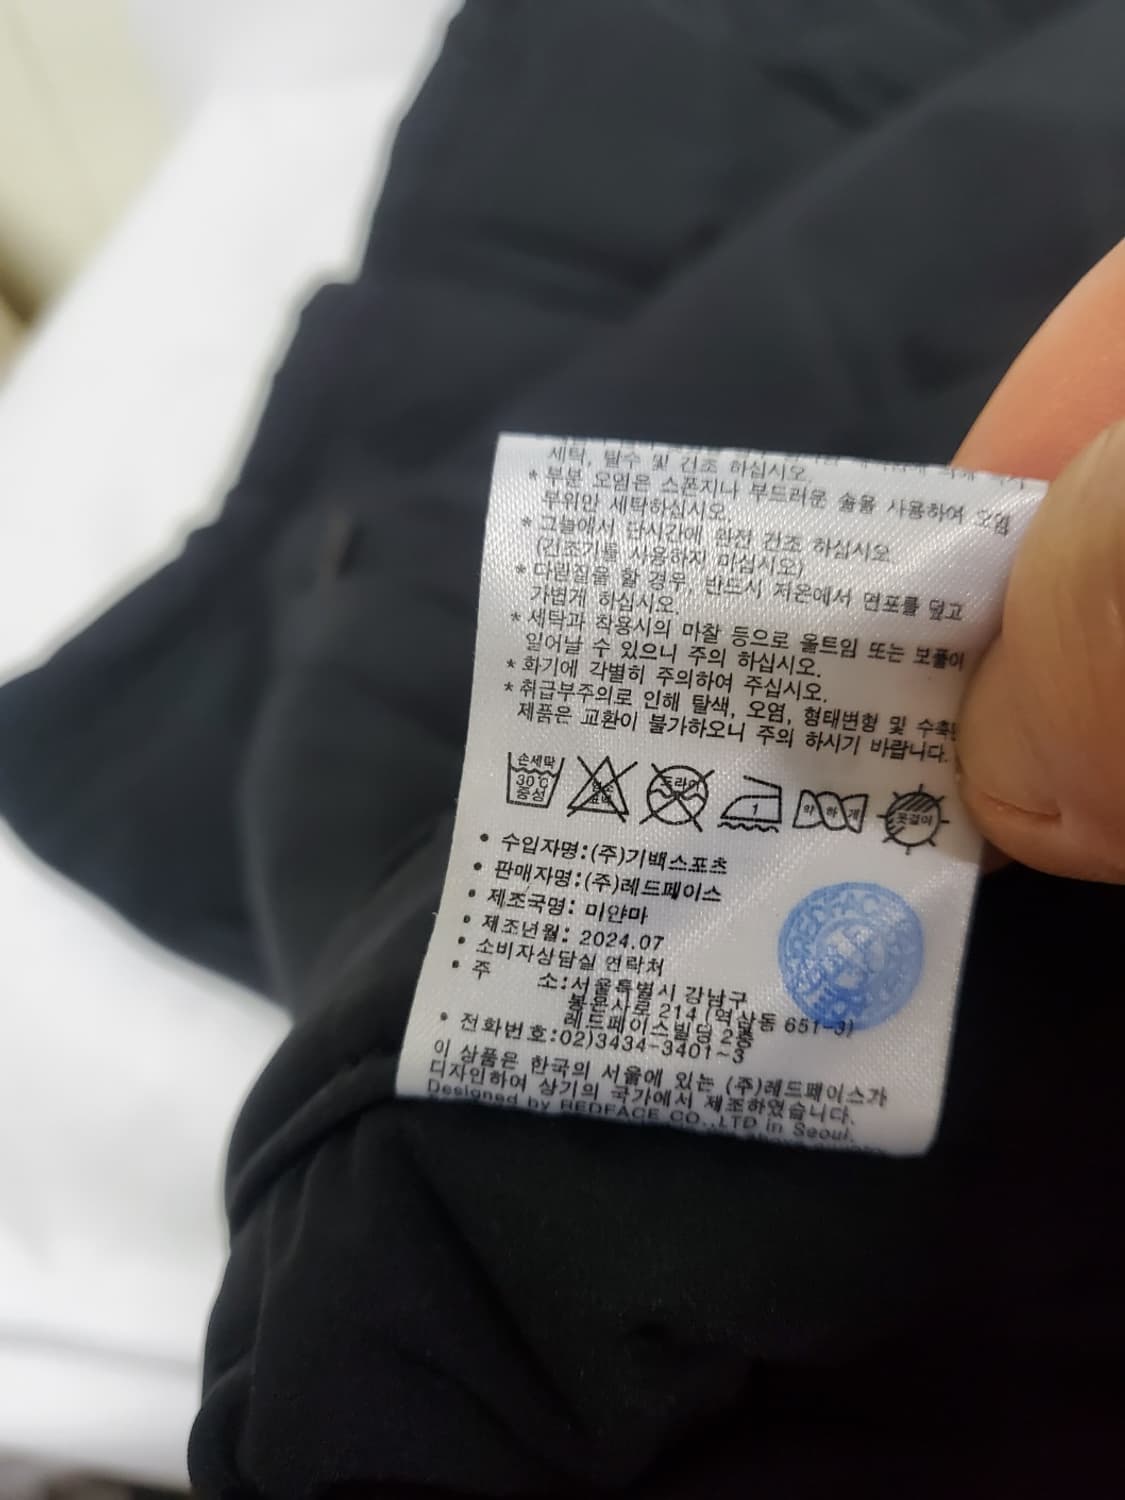 세탁, 탈수 및 건조 하십시오.
* 부분 오염은 스폰지나 부드러운 솔을 사용하여 오염
부위만 세탁하십시오.
* 그늘에서 단시간에 완전 건조 하십시오.
(건조기를 사용하지 마십시오)
* 다림질을 할 경우, 반드시 저온에서 면포를 덮고
가볍게 하십시오.
* 세탁과 착용시의 마찰 등으로 올트임 또는 보풀이
일어날 수 있으니 주의 하십시오.
* 화기에 각별히 주의하여 주십시오.
* 취급부주의로 인해 탈색, 오염, 형태변형 및 수축된
제품은 교환이 불가하오니 주의 하시기 바랍니다.
손세탁 30℃ 중성 드라이 1 약하게 옷걸이
• 수입자명:(주)기백스포츠
• 판매자명:(주)레드페이스
• 제조국명: 미얀마
• 제조년월: 2024.07
• 소비자상담실 연락처
• 주 소:서울특별시 강남구
봉은사로 214 (역삼동 651-3)
레드페이스빌딩 2층
• 전화번호:02)3434-3401~3
이 상품은 한국의 서울에 있는 (주)레드페이스가
디자인하여 상기의 국가에서 제조하였습니다.
Designed by REDFACE CO.,LTD in Seoul.
REDFACE